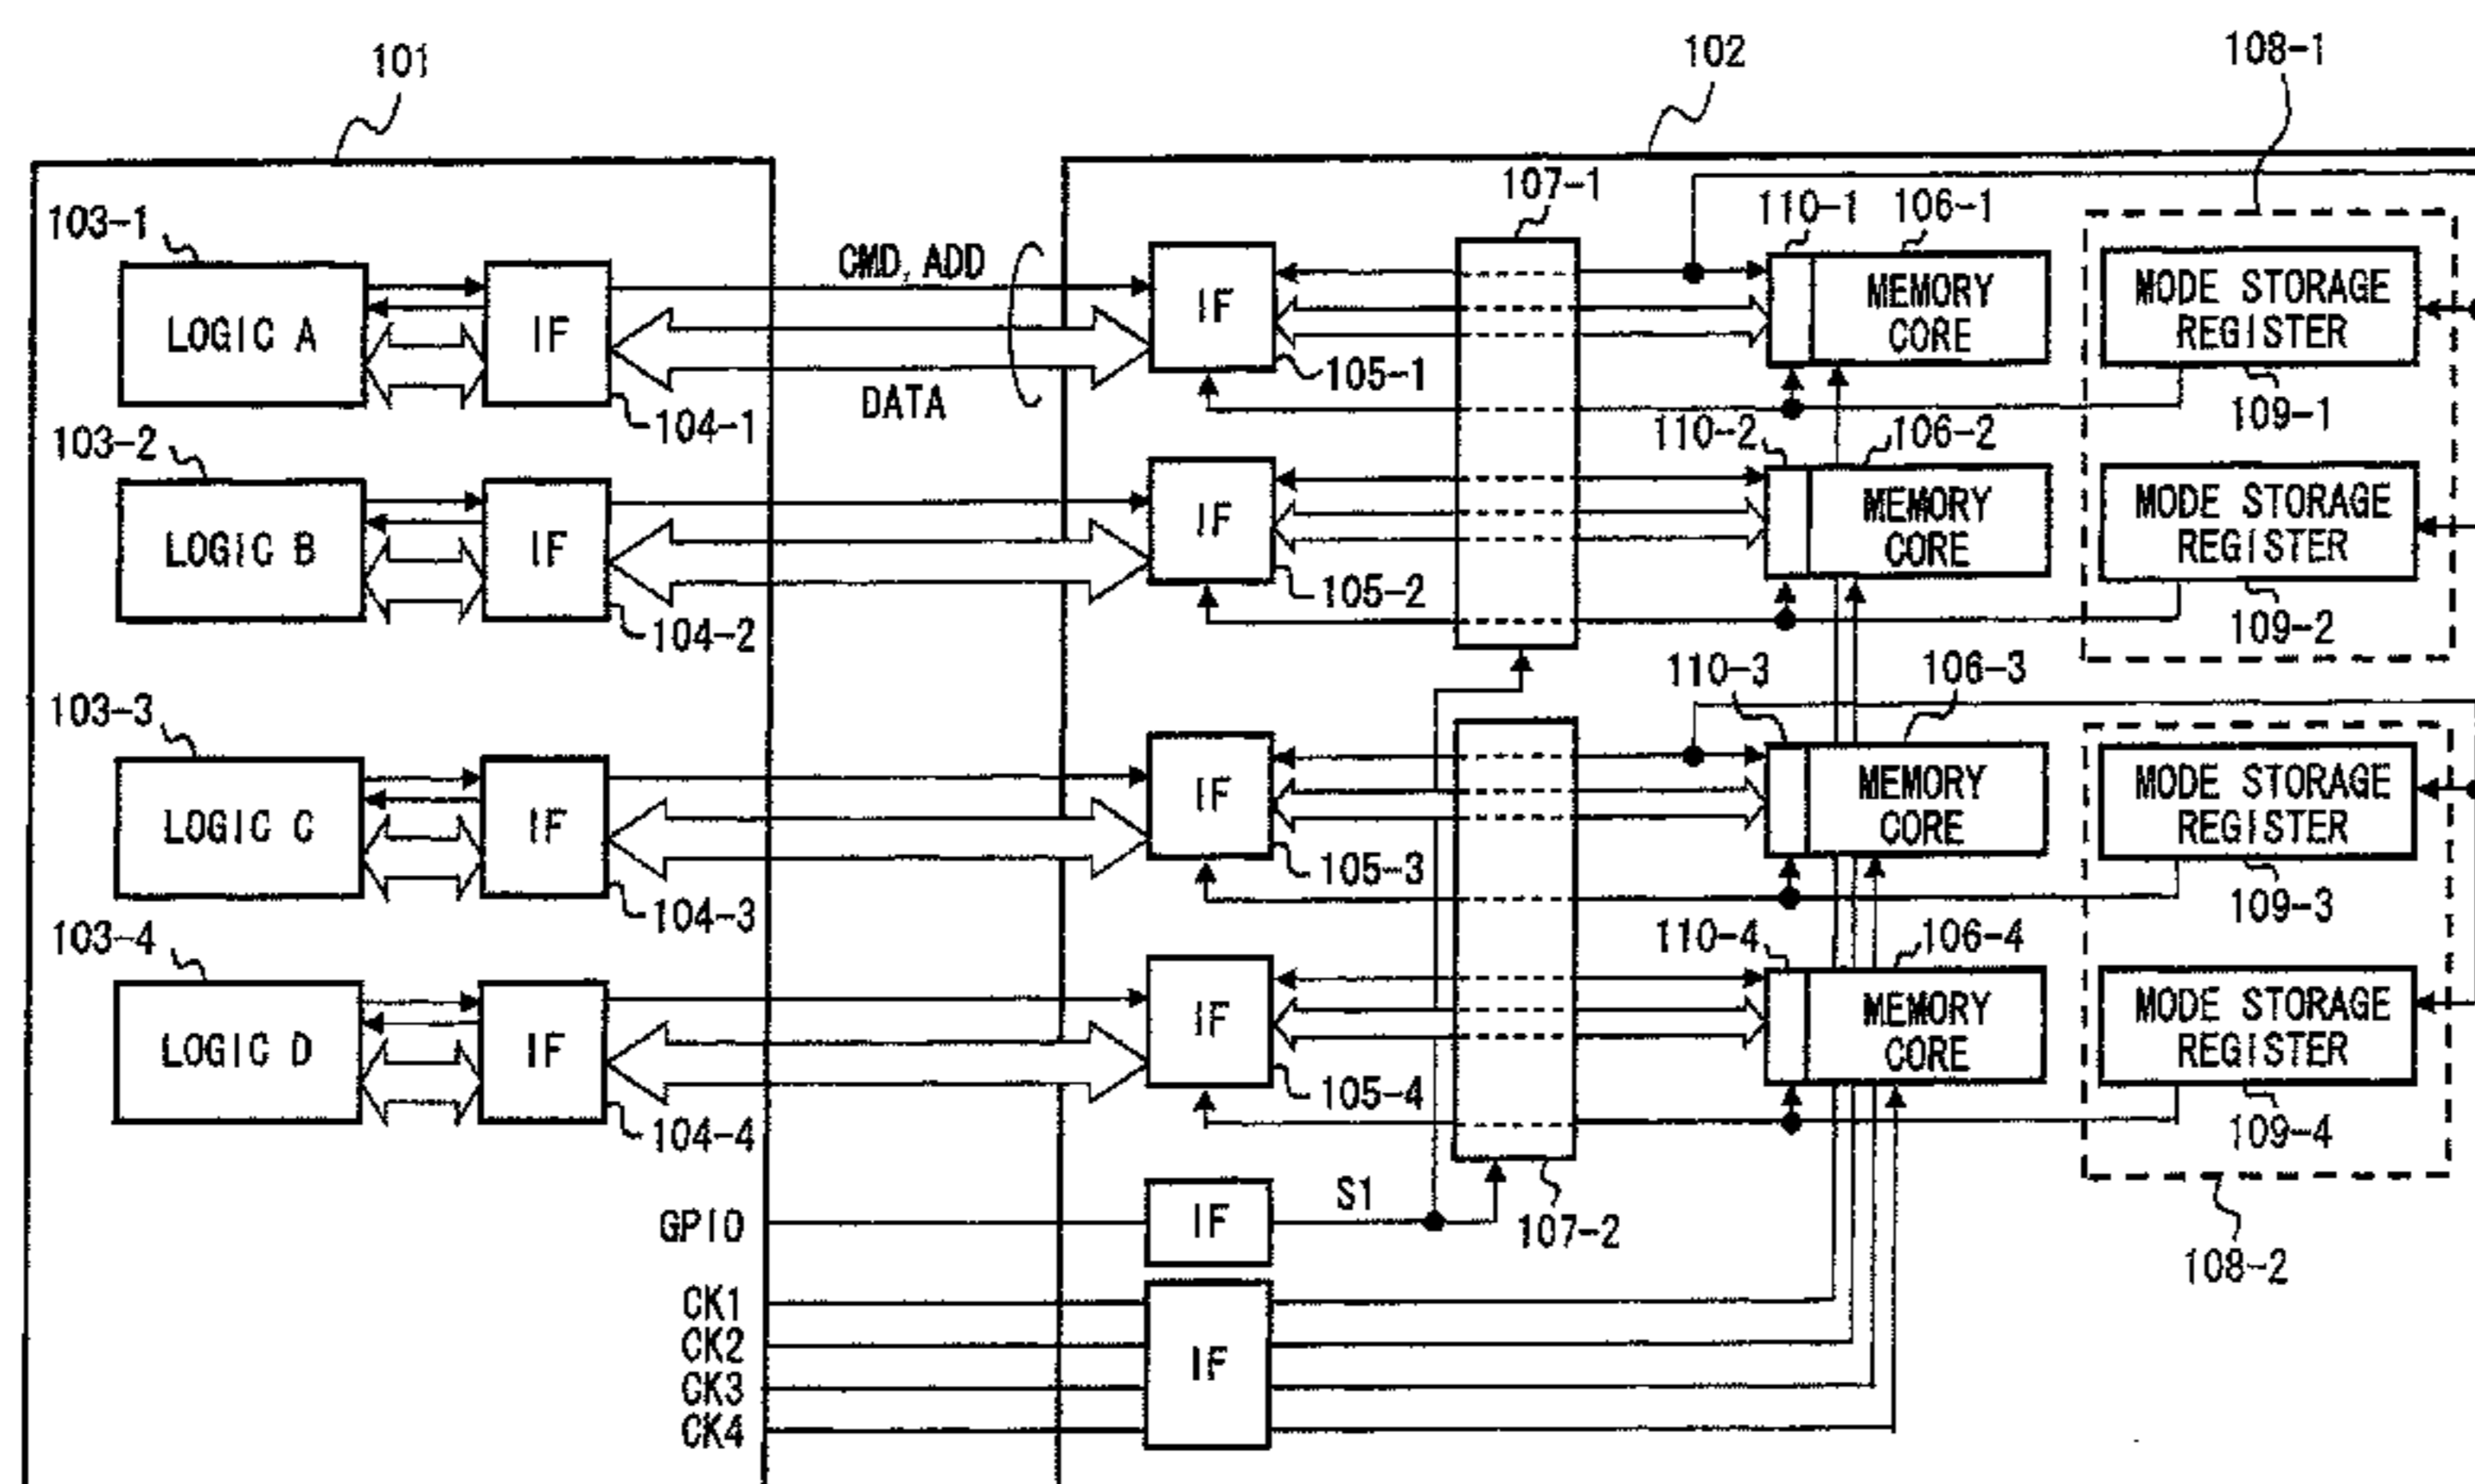 101
102
108-1
107-1
103-1
110-1
106-1
CMD, ADD
LOGIC A
IF
IF
MEMORY
CORE
MODE STORAGE
REGISTER
DATA
104-1
105-1
109-1
103-2
110-2
106-2
LOGIC B
IF
IF
MEMORY
CORE
MODE STORAGE
REGISTER
104-2
105-2
109-2
103-3
110-3
106-3
LOGIC C
IF
IF
MEMORY
CORE
MODE STORAGE
REGISTER
104-3
105-3
109-3
103-4
110-4
106-4
LOGIC D
IF
IF
MEMORY
CORE
MODE STORAGE
REGISTER
104-4
105-4
109-4
GPIO
IF
S1
107-2
108-2
CK1
CK2
IF
CK3
CK4